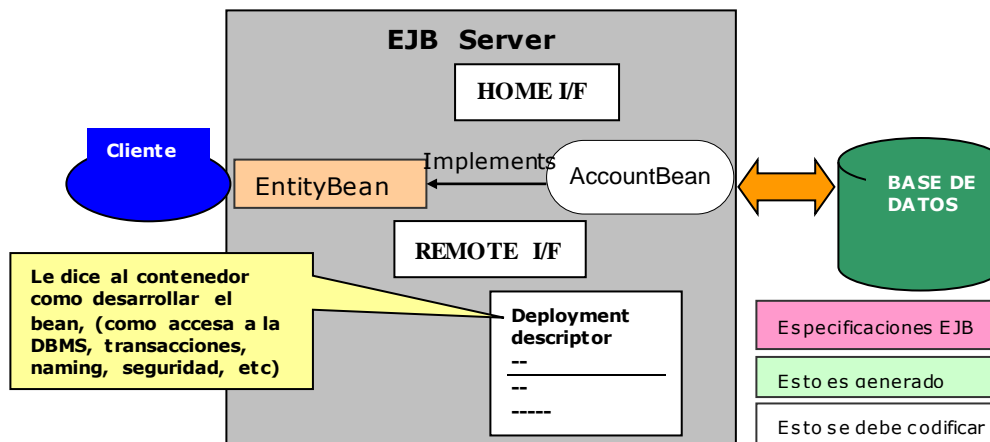 EJB Server
HOME I/F
Cliente
Implements
EntityBean
AccountBean
BASE DE
DATOS
REMOTE I/F
Le dice al contenedor
como desarrollar el
bean, (como accesa a la
DBMS, transacciones,
naming, seguridad, etc)
Deployment
descriptor
--
--
-----
Especificaciones EJB
Esto es generado
Esto se debe codificar